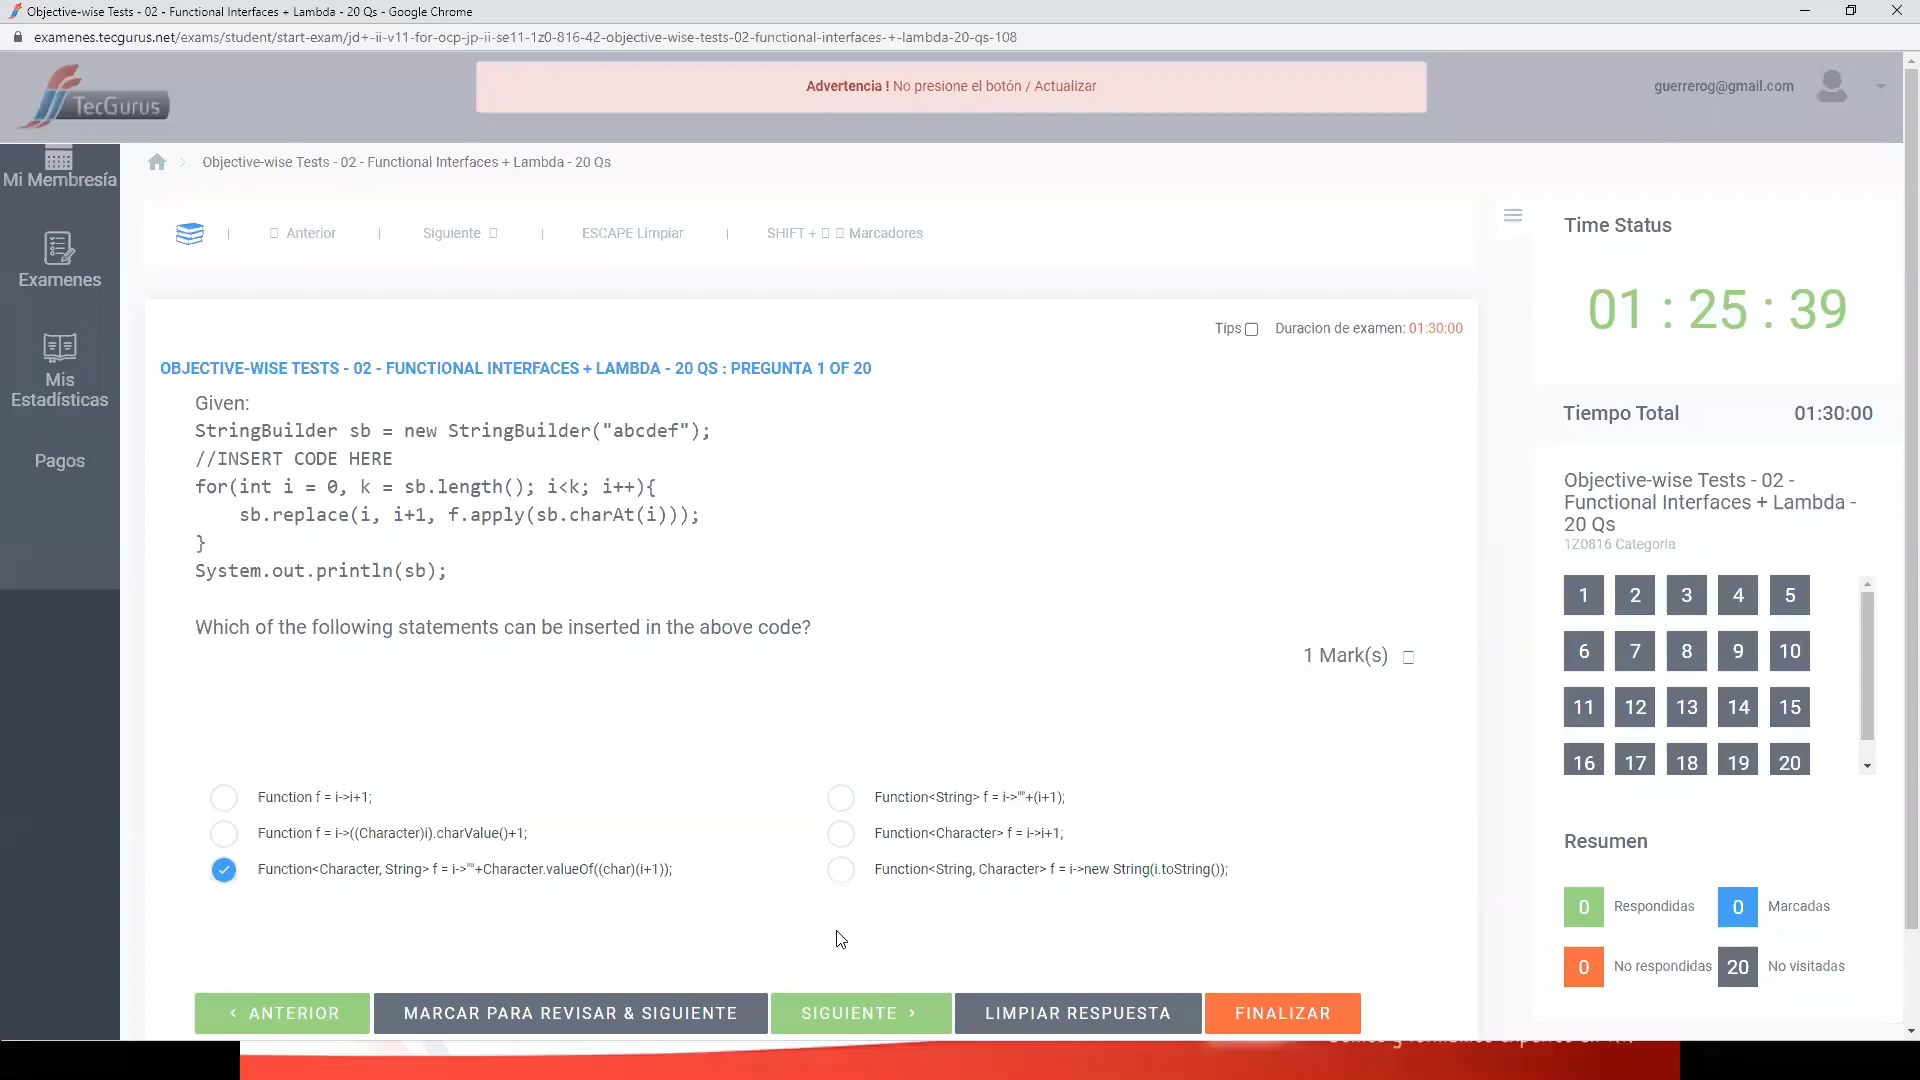 Objective-wise Tests - 02 - Functional Interfaces + Lambda - 20 Qs - Google Chrome
examenes.tecgurus.net/exams/student/start-exam/jd+-ii-v11-for-ocp-jp-ii-se11-1z0-816-42-objective-wise-tests-02-functional-interfaces-+-lambda-20-qs-108
TecGurus
Advertencia ! No presione el botón / Actualizar
guerrerog@gmail.com
Mi Membresía
Examenes
Mis
Estadísticas
Pagos
Objective-wise Tests - 02 - Functional Interfaces + Lambda - 20 Qs
Anterior | Siguiente | ESCAPE Limpiar | SHIFT + Marcadores
Tips Duracion de examen: 01:30:00
OBJECTIVE-WISE TESTS - 02 - FUNCTIONAL INTERFACES + LAMBDA - 20 QS : PREGUNTA 1 OF 20
Given:
StringBuilder sb = new StringBuilder("abcdef");
//INSERT CODE HERE
for(int i = 0, k = sb.length(); i<k; i++){
    sb.replace(i, i+1, f.apply(sb.charAt(i)));
}
System.out.println(sb);
Which of the following statements can be inserted in the above code?
1 Mark(s)
Function f = i->i+1;
Function<String> f = i->""+(i+1);
Function f = i->((Character)i).charValue()+1;
Function<Character> f = i->i+1;
Function<Character, String> f = i->""+Character.valueOf((char)(i+1));
Function<String, Character> f = i->new String(i.toString());
< ANTERIOR
MARCAR PARA REVISAR & SIGUIENTE
SIGUIENTE >
LIMPIAR RESPUESTA
FINALIZAR
Time Status
01 : 25 : 39
Tiempo Total 01:30:00
Objective-wise Tests - 02 -
Functional Interfaces + Lambda -
20 Qs
1Z0816 Categoria
1 2 3 4 5
6 7 8 9 10
11 12 13 14 15
16 17 18 19 20
Resumen
0 Respondidas 0 Marcadas
0 No respondidas 20 No visitadas